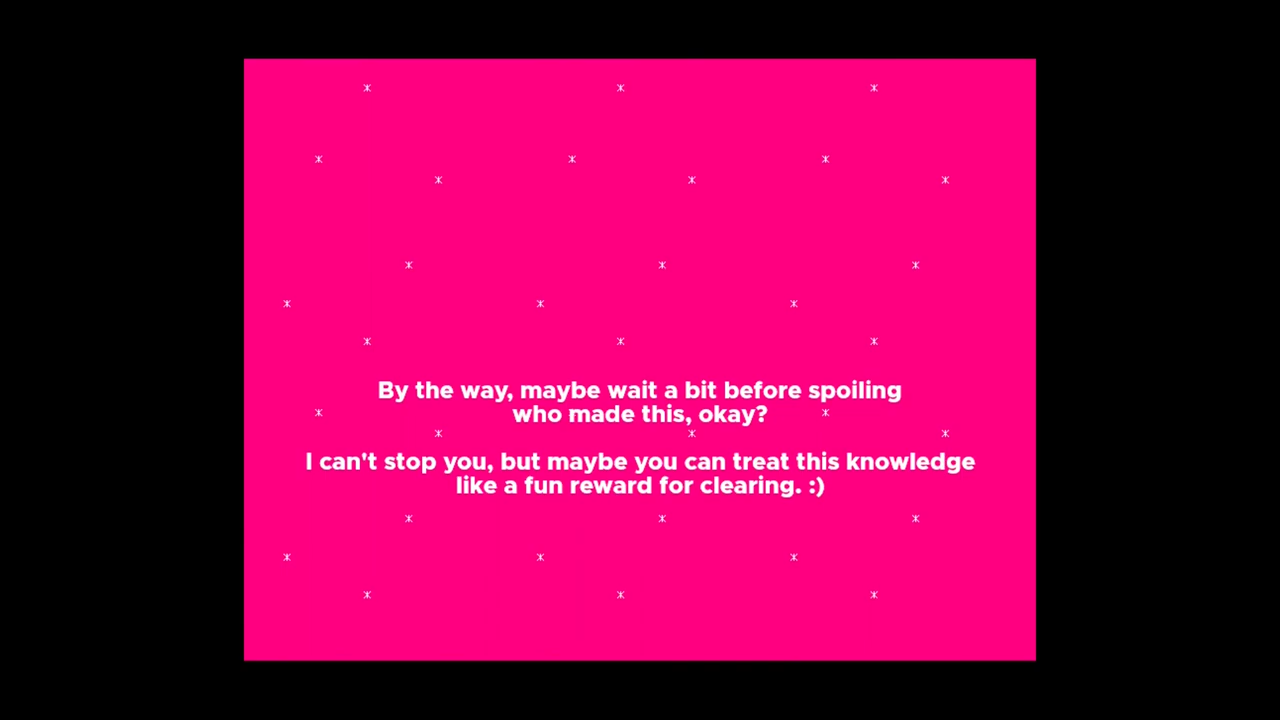 By the way, maybe wait a bit before spoiling
who made this, okay?
I can't stop you, but maybe you can treat this knowledge
like a fun reward for clearing. :)